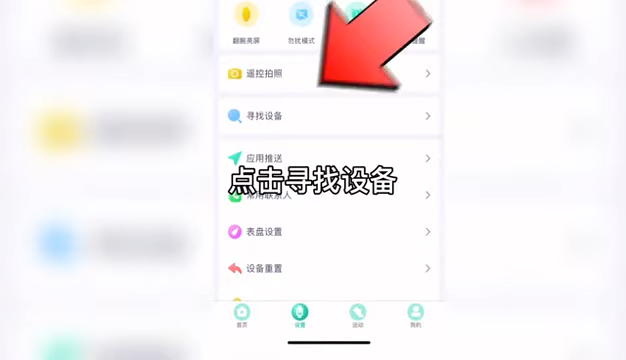 翻腕亮屏
勿扰模式
遥控拍照
寻找设备
应用推送
点击寻找设备
常用联系人
表盘设置
设备重置
首页
设置
运动
我的